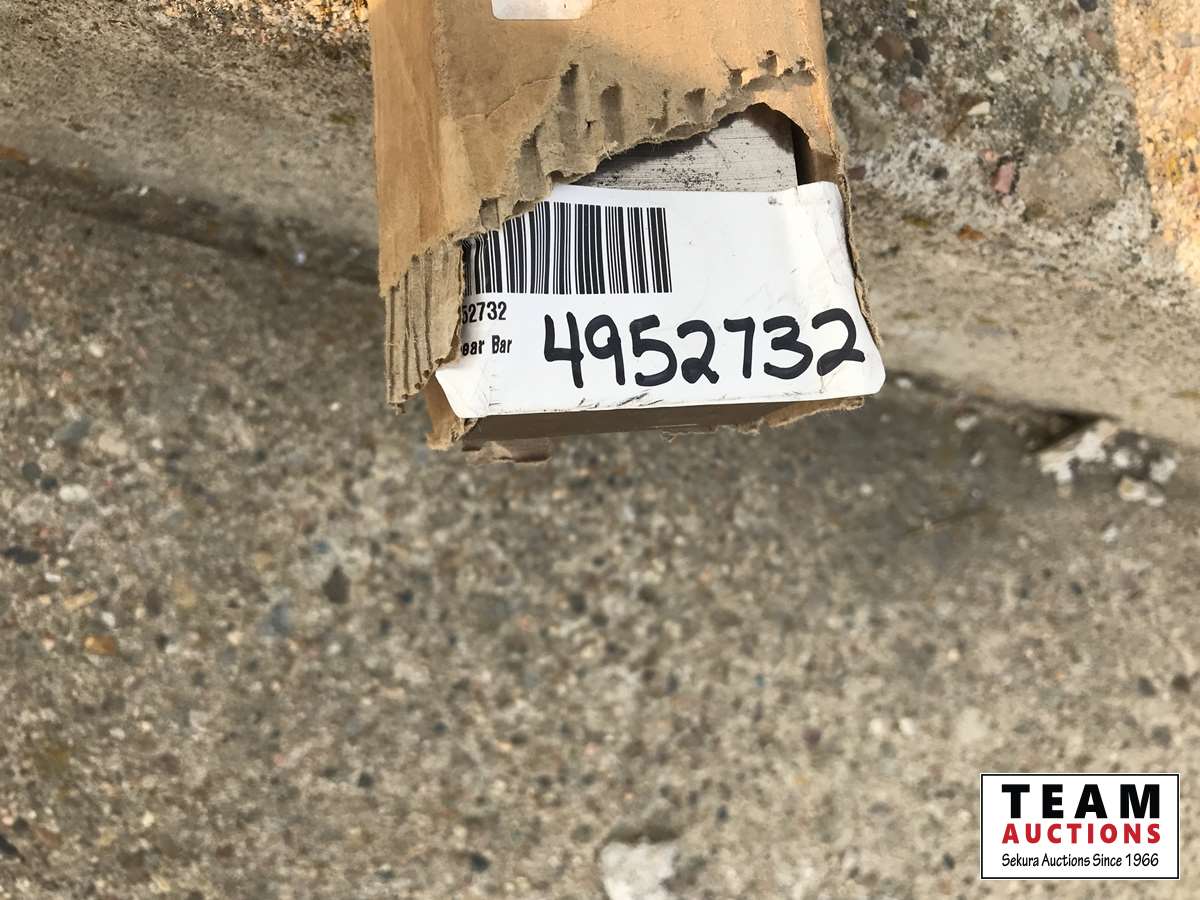 52732
ear Bar
4952732
TEAM
AUCTIONS
Sekura Auctions Since 1966